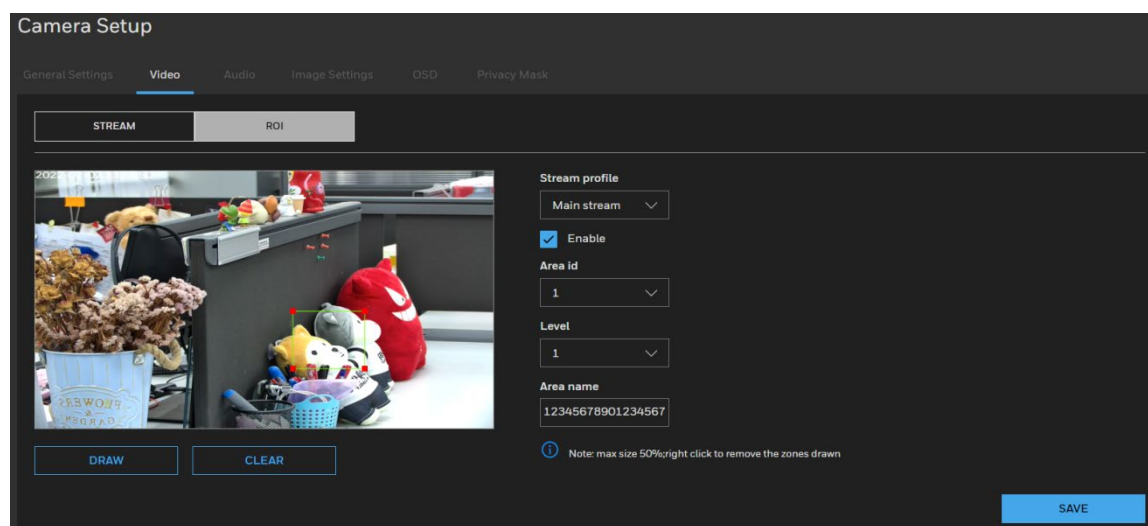 Camera Setup
General Settings Video Audio Image Settings OSD Privacy Mask
STREAM ROI
Stream profile
Main stream
Enable
Area id
1
Level
1
Area name
12345678901234567
Note: max size 50%;right click to remove the zones drawn
DRAW CLEAR
SAVE